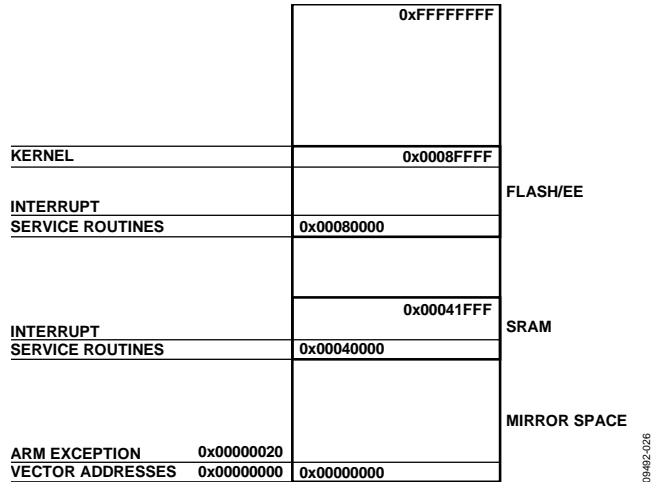 0xFFFFFFFF
KERNEL 0x0008FFFF
FLASH/EE
INTERRUPT
SERVICE ROUTINES 0x00080000
0x00041FFF
SRAM
INTERRUPT
SERVICE ROUTINES 0x00040000
MIRROR SPACE
ARM EXCEPTION 0x00000020
VECTOR ADDRESSES 0x00000000 0x00000000
09492-026